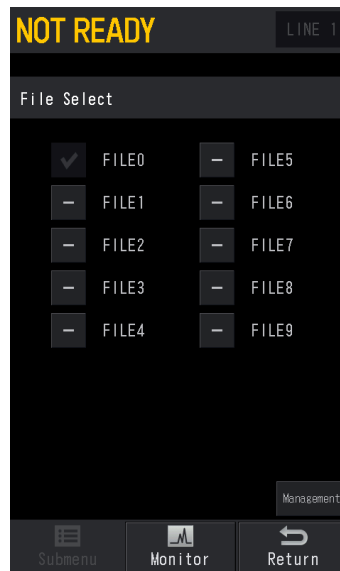 NOT READY
LINE 1
File Select
FILE0
FILE1
FILE2
FILE3
FILE4
FILE5
FILE6
FILE7
FILE8
FILE9
Management
Submenu
Monitor
Return